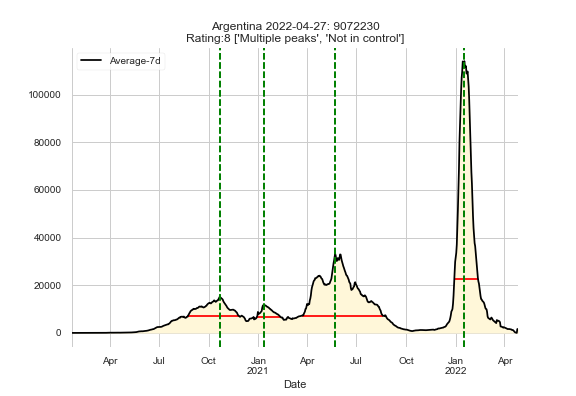 Argentina 2022-04-27: 9072230
Rating:8 ['Multiple peaks', 'Not in control']
Average-7d
100000
80000
60000
40000
20000
0
Apr Jul Oct Jan Apr Jul Oct Jan Apr
2021 2022
Date